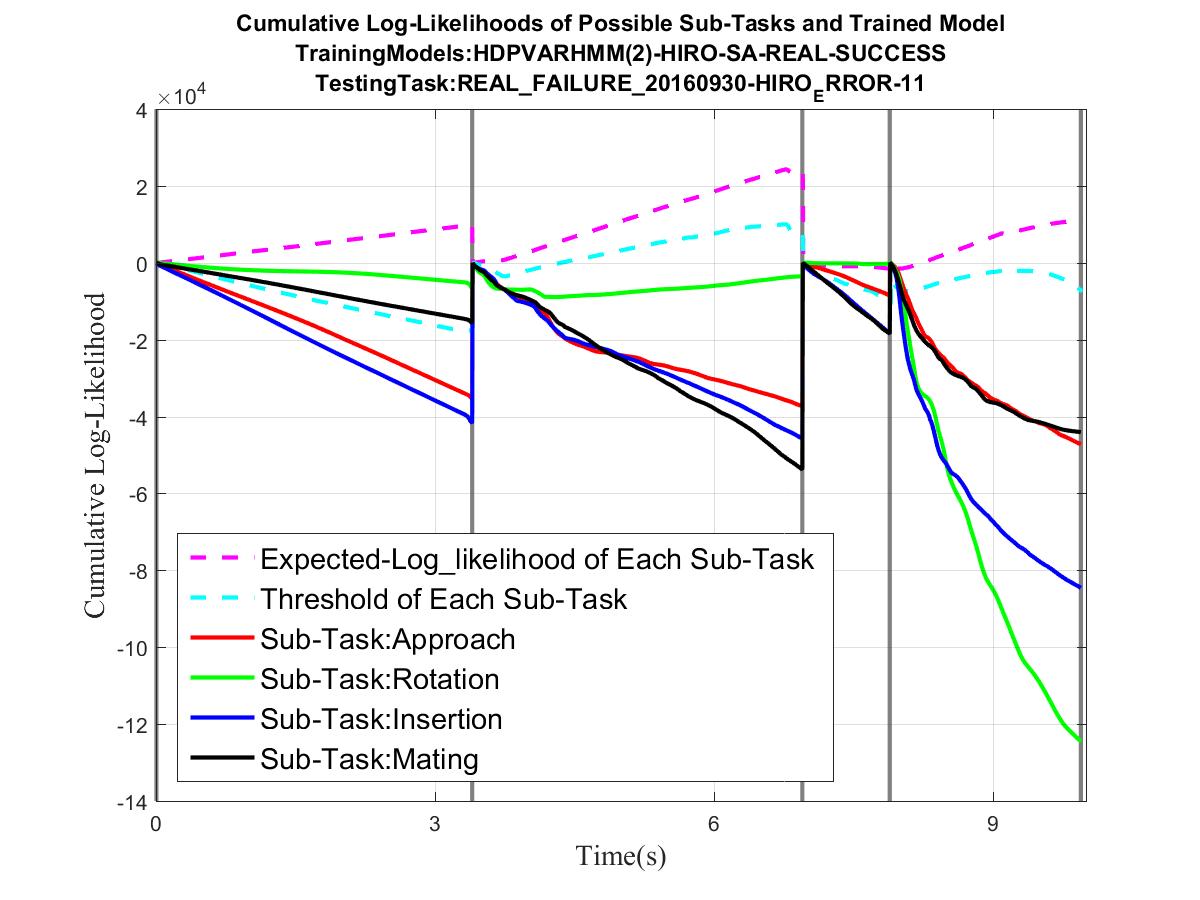 Cumulative Log-Likelihoods of Possible Sub-Tasks and Trained Model
TrainingModels:HDPVARHMM(2)-HIRO-SA-REAL-SUCCESS
TestingTask:REAL_FAILURE_20160930-HIRO_ERROR-11
×10⁴
4
2
0
-2
-4
-6
-8
-10
-12
-14
Cumulative Log-Likelihood
Expected-Log_likelihood of Each Sub-Task
Threshold of Each Sub-Task
Sub-Task:Approach
Sub-Task:Rotation
Sub-Task:Insertion
Sub-Task:Mating
0 3 6 9
Time(s)